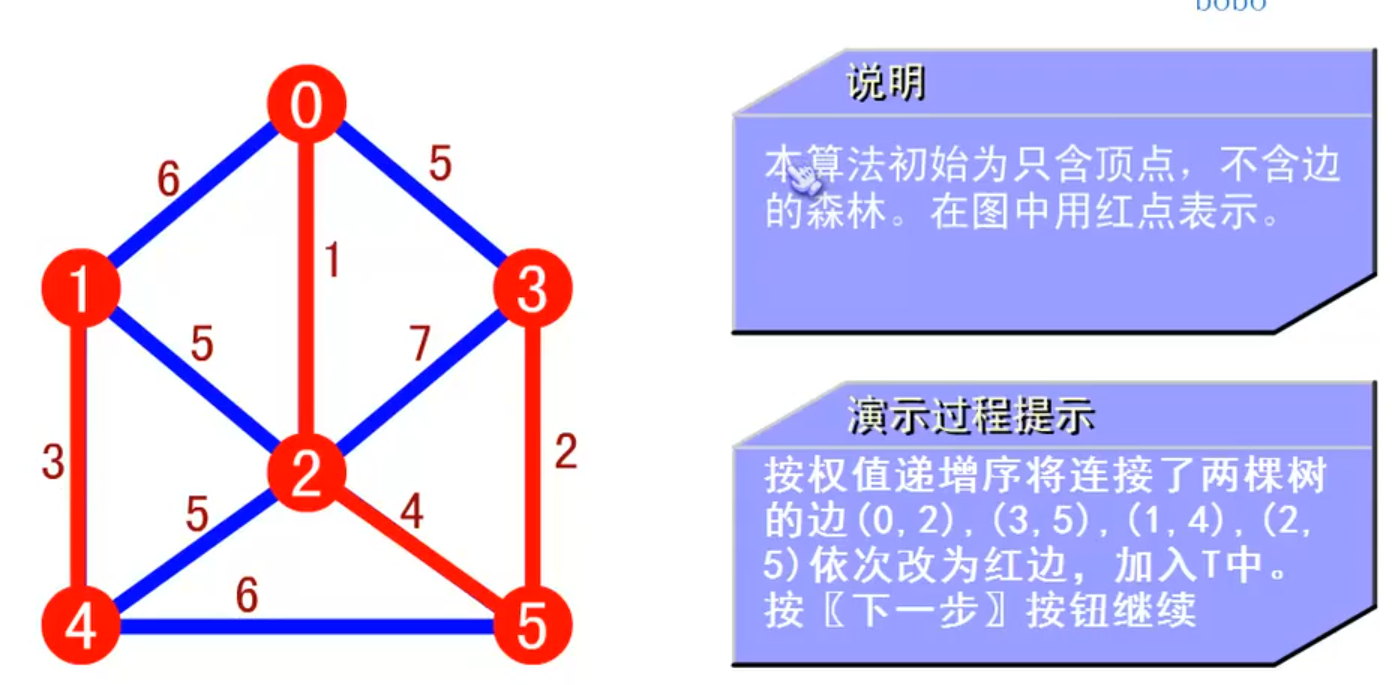 bobo
说明
本算法初始为只含顶点，不含边
的森林。在图中用红点表示。
演示过程提示
按权值递增序将连接了两棵树
的边(0,2),(3,5),(1,4),(2,
5)依次改为红边，加入T中。
按〖下一步〗按钮继续
0
6
5
1
1
3
5
7
2
3
2
5
4
6
4
5